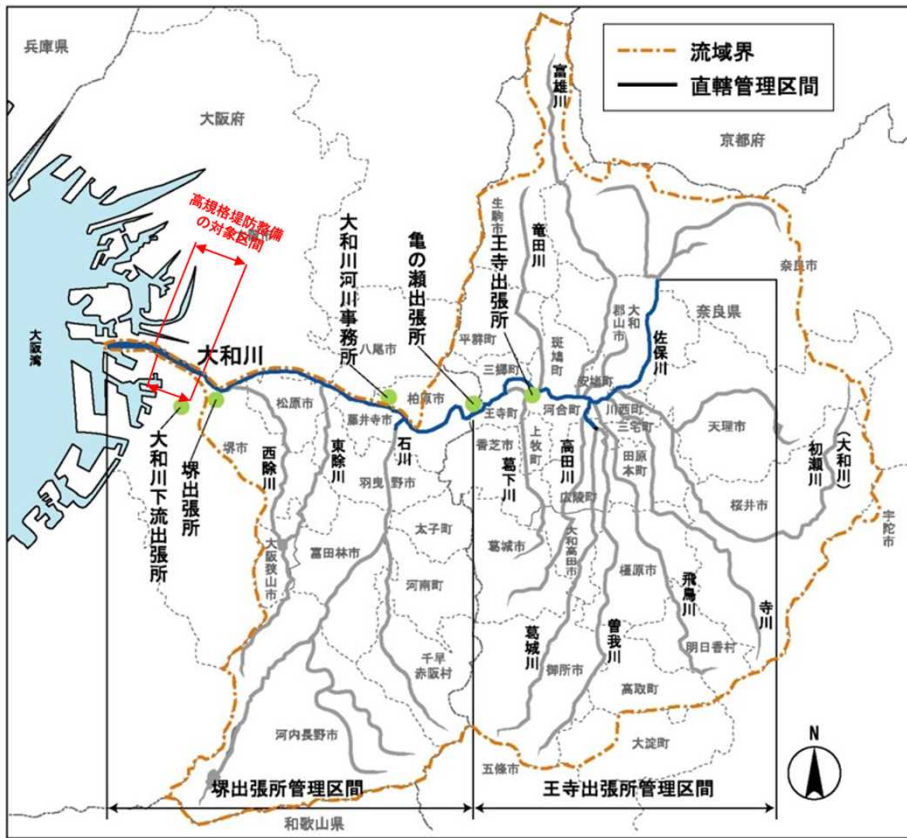 流域界
直轄管理区間
兵庫県
大阪府
京都府
奈良県
和歌山県
大阪湾
高規格堤防整備
の対象区間
大和川
大和川河川事務所
亀の瀬出張所
王寺出張所
大和川下流出張所
堺出張所
富雄川
竜田川
佐保川
初瀬川
(大和川)
西除川
東除川
石川
葛下川
高田川
葛城川
曽我川
飛鳥川
寺川
生駒市
奈良市
大和
郡山市
平群町
斑鳩町
三郷町
安堵町
八尾市
柏原市
王寺町
河合町
川西町
三宅町
天理市
松原市
藤井寺市
堺市
香芝市
上牧町
田原
本町
羽曳野市
広陵町
桜井市
宇陀市
太子町
大和高田市
富田林市
大阪狭山市
葛城市
橿原市
河南町
千早
赤阪村
御所市
明日香村
高取町
河内長野市
大淀町
五條市
N
堺出張所管理区間
王寺出張所管理区間